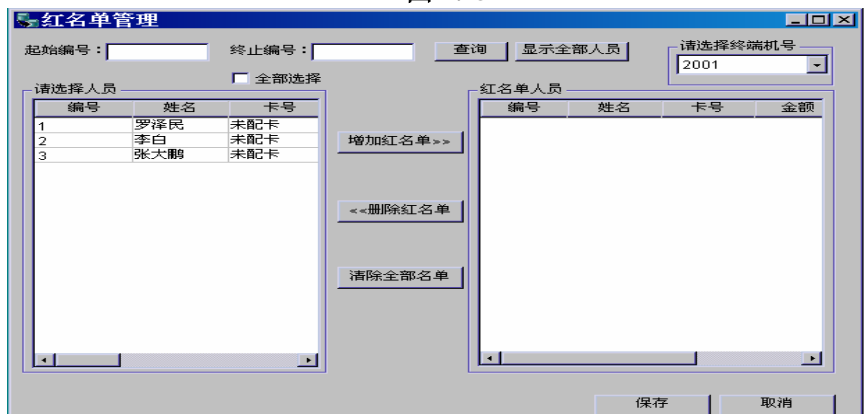 红名单管理
起始编号： 终止编号： 查询 显示全部人员 请选择终端机号
2001
全部选择
请选择人员 红名单人员
编号 姓名 卡号 编号 姓名 卡号 金额
1 罗泽民 未配卡
2 李白 未配卡
3 张大鹏 未配卡
增加红名单>>
<<删除红名单
清除全部名单
保存 取消